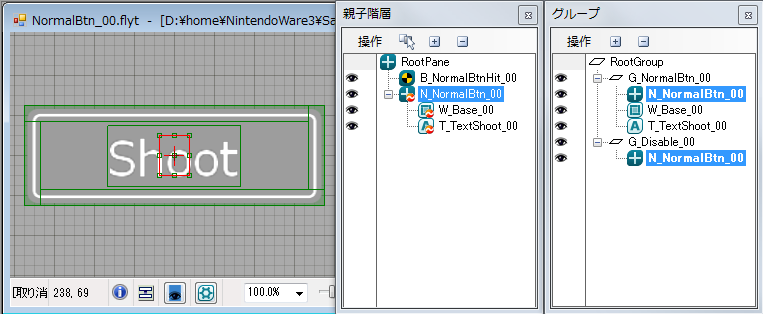 NormalBtn_00.flyt - [D:¥home¥NintendoWare3¥Sa
Shoot
[取り消 238, 69
100.0%
親子階層
操作
RootPane
B_NormalBtnHit_00
N_NormalBtn_00
W_Base_00
T_TextShoot_00
グループ
操作
RootGroup
G_NormalBtn_00
N_NormalBtn_00
W_Base_00
T_TextShoot_00
G_Disable_00
N_NormalBtn_00